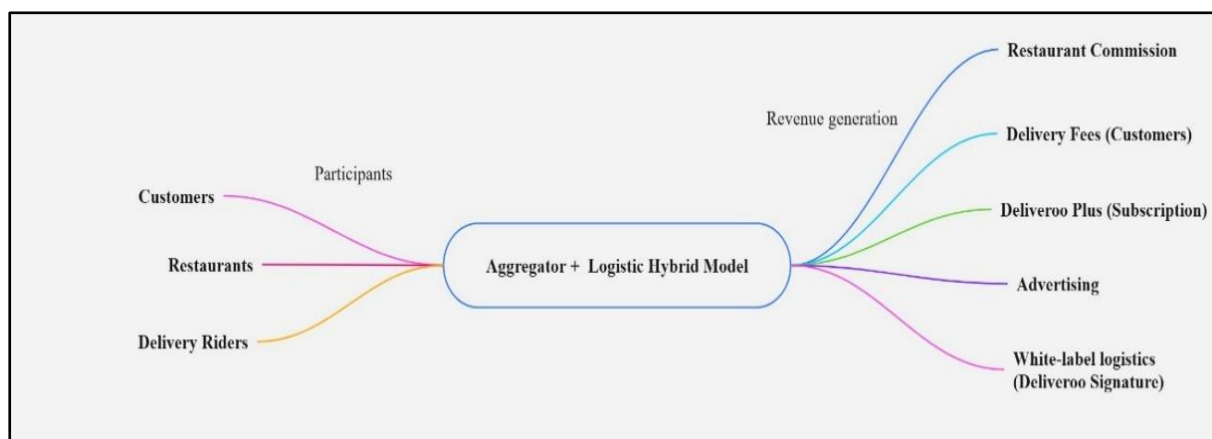 Participants
Customers
Restaurants
Delivery Riders
Aggregator + Logistic Hybrid Model
Revenue generation
Restaurant Commission
Delivery Fees (Customers)
Deliveroo Plus (Subscription)
Advertising
White-label logistics
(Deliveroo Signature)